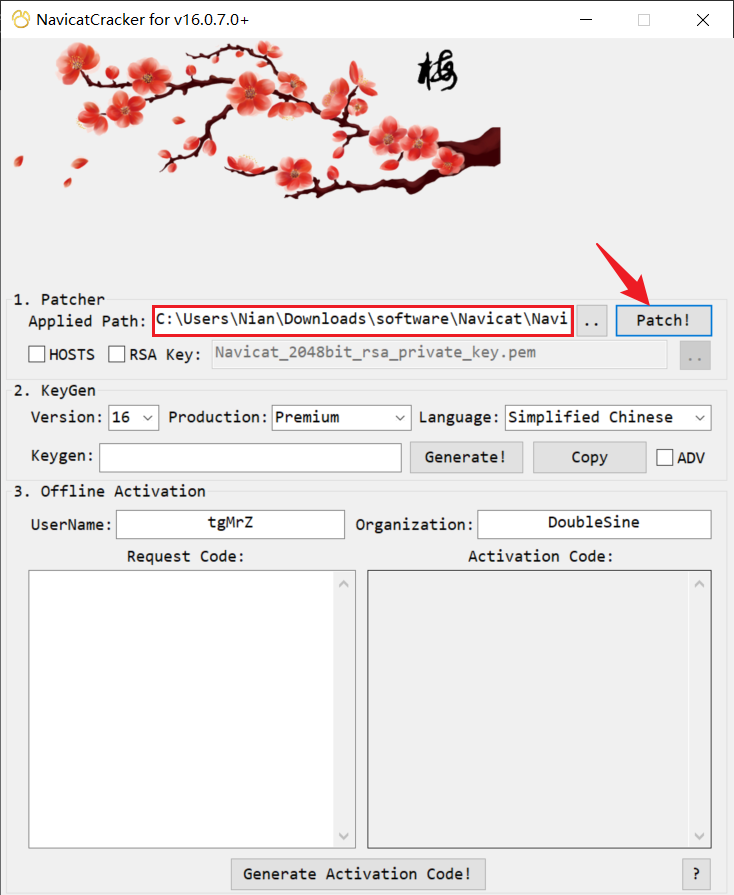 NavicatCracker for v16.0.7.0+
梅
1. Patcher
Applied Path: C:\Users\Nian\Downloads\software\Navicat\Navi .. Patch!
HOSTS RSA Key: Navicat_2048bit_rsa_private_key.pem ..
2. KeyGen
Version: 16 Production: Premium Language: Simplified Chinese
Keygen: Generate! Copy ADV
3. Offline Activation
UserName: tgMrZ Organization: DoubleSine
Request Code: Activation Code:
Generate Activation Code! ?